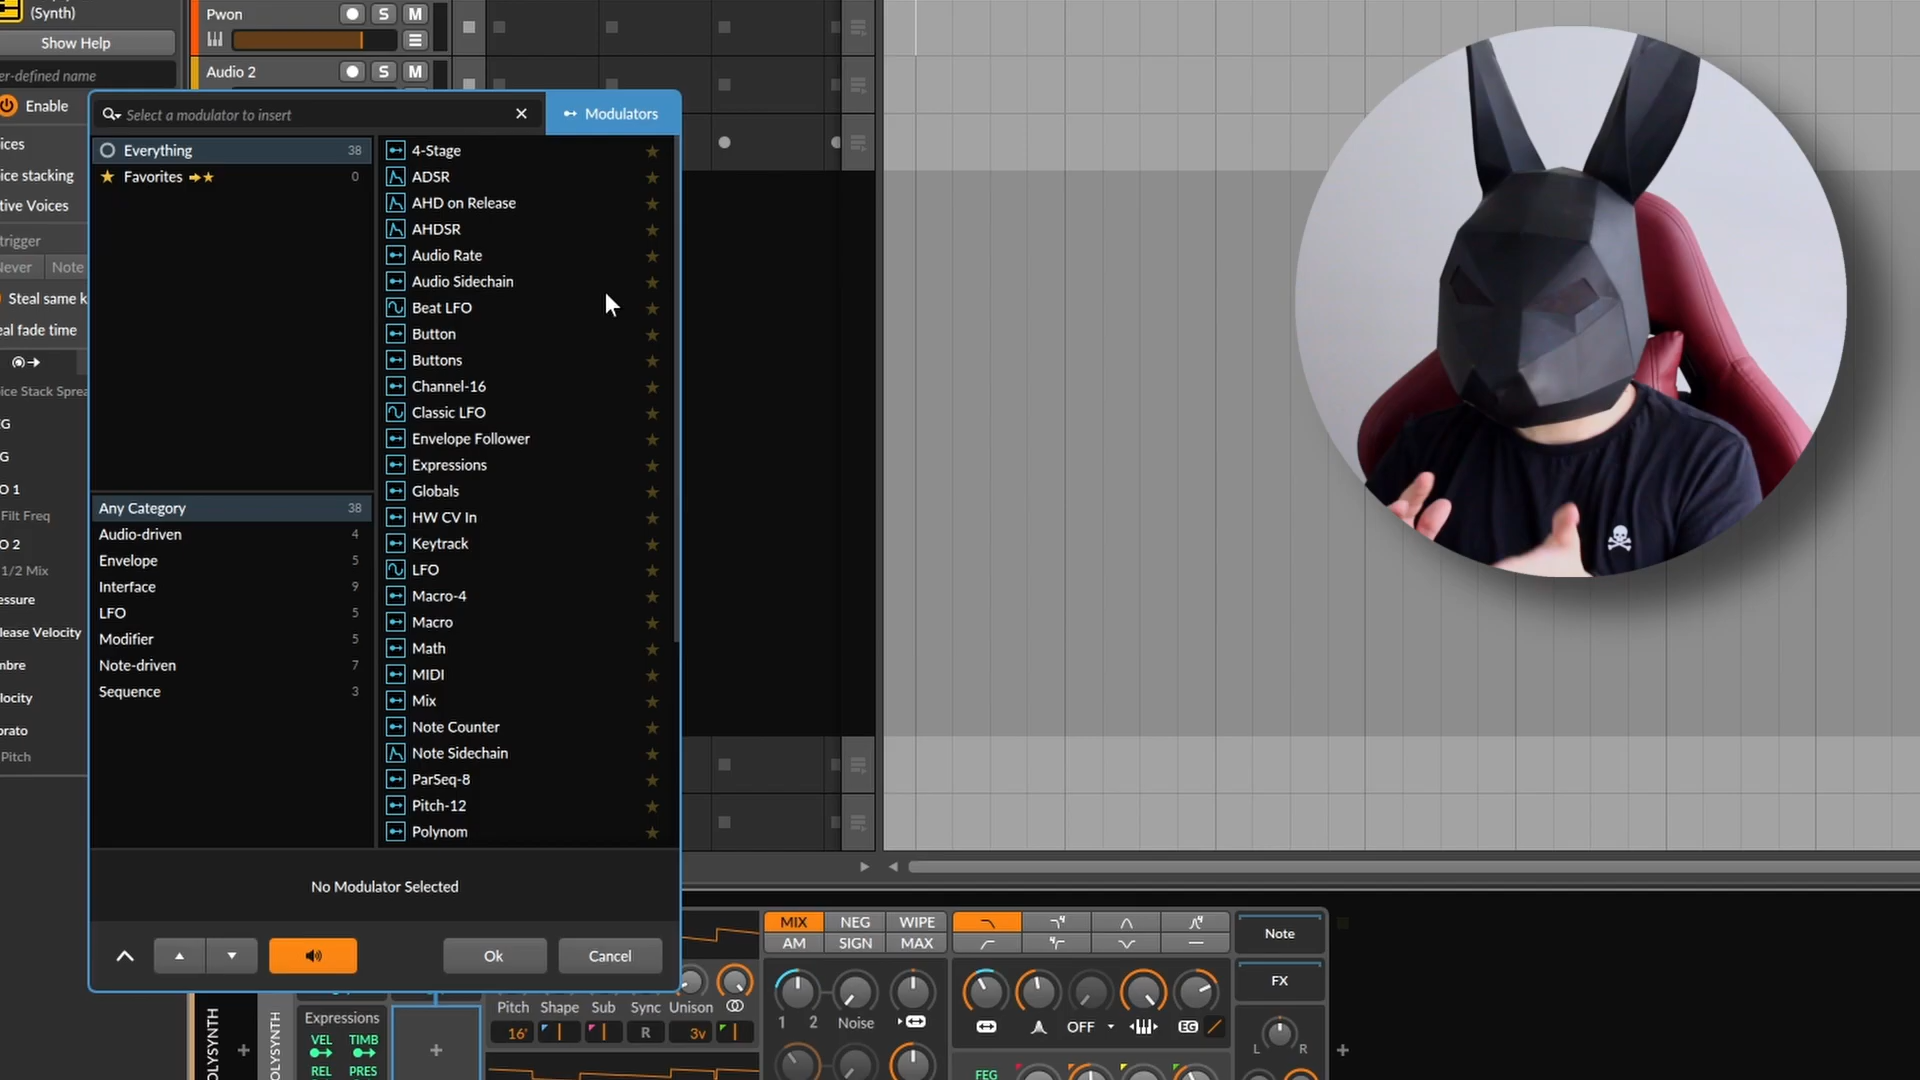 (Synth)
Show Help
er-defined name
Enable
ices
ice stacking
tive Voices
trigger
Never Note
Steal same k
eal fade time
ice Stack Sprea
G
G
O 1
Filt Freq
O 2
1/2 Mix
essure
lease Velocity
mbre
locity
brato
Pitch
Pwon S M
Audio 2 S M
Select a modulator to insert
Modulators
Everything 38
Favorites 0
Any Category 38
Audio-driven 4
Envelope 5
Interface 9
LFO 5
Modifier 5
Note-driven 7
Sequence 3
4-Stage
ADSR
AHD on Release
AHDSR
Audio Rate
Audio Sidechain
Beat LFO
Button
Buttons
Channel-16
Classic LFO
Envelope Follower
Expressions
Globals
HW CV In
Keytrack
LFO
Macro-4
Macro
Math
MIDI
Mix
Note Counter
Note Sidechain
ParSeq-8
Pitch-12
Polynom
No Modulator Selected
Ok Cancel
OLYSYNTH
OLYSYNTH
Expressions
VEL TIMB
REL PRES
Pitch Shape Sub Sync Unison
16' R 3v
MIX NEG WIPE
AM SIGN MAX
1 2 Noise
OFF EG
FEG
Note
FX
L R